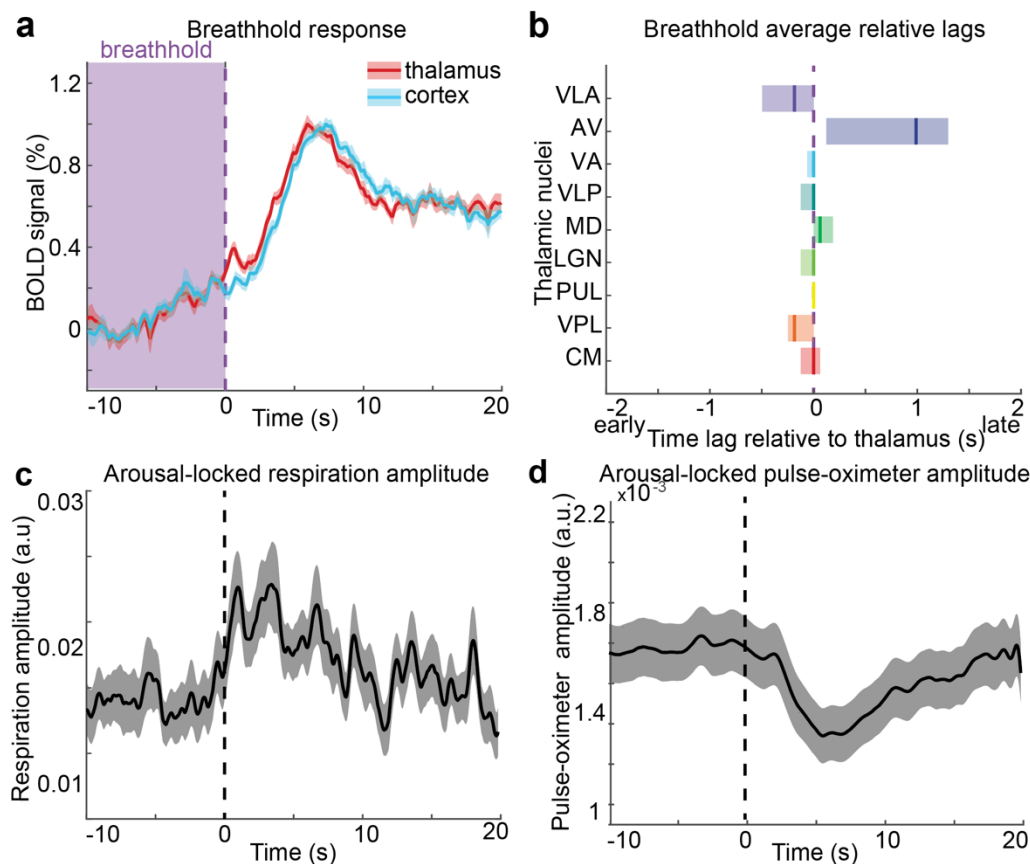 a
Breathhold response
breathhold
thalamus
cortex
BOLD signal (%)
1.2
0.8
0.4
0
-10
0
10
20
Time (s)
b
Breathhold average relative lags
Thalamic nuclei
VLA
AV
VA
VLP
MD
LGN
PUL
VPL
CM
-2
-1
0
1
2
early
late
Time lag relative to thalamus (s)
c
Arousal-locked respiration amplitude
Respiration amplitude (a.u)
0.03
0.02
0.01
-10
0
10
20
Time (s)
d
Arousal-locked pulse-oximeter amplitude
×10⁻³
Pulse-oximeter amplitude (a.u.)
2.2
1.8
1.4
1
-10
0
10
20
Time (s)